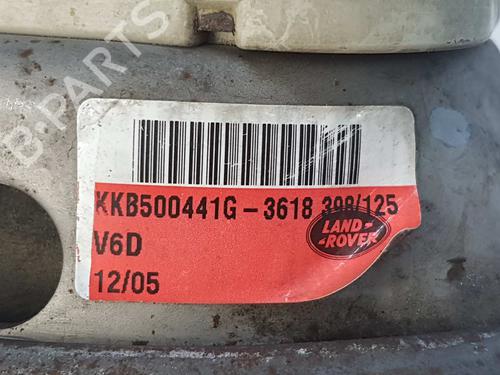 B-PARTS
KKB500441G-3618 398/125
LAND-
-ROVER
V6D
12/05